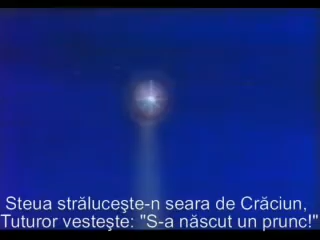 Steua străluceşte-n seara de Crăciun,
Tuturor vesteşte: "S-a născut un prunc!"